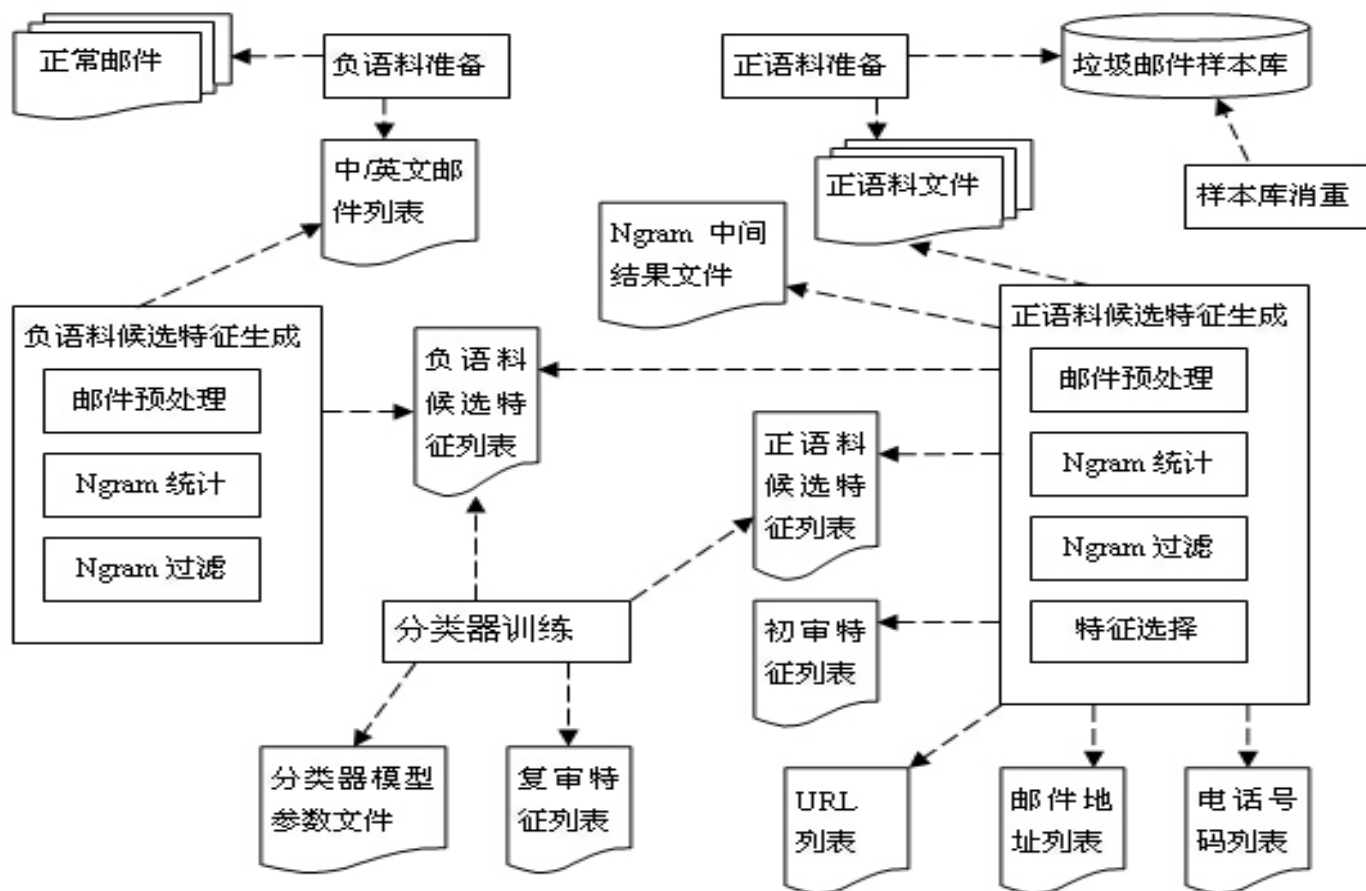 正常邮件
负语料准备
正语料准备
垃圾邮件样本库
中/英文邮
件列表
正语料文件
样本库消重
Ngram 中间
结果文件
负语料候选特征生成
邮件预处理
Ngram 统计
Ngram 过滤
负语料
候选特
征列表
正语料候选特征生成
邮件预处理
Ngram 统计
Ngram 过滤
特征选择
正语料
候选特
征列表
分类器训练
初审特
征列表
分类器模型
参数文件
复审特
征列表
URL
列表
邮件地
址列表
电话号
码列表